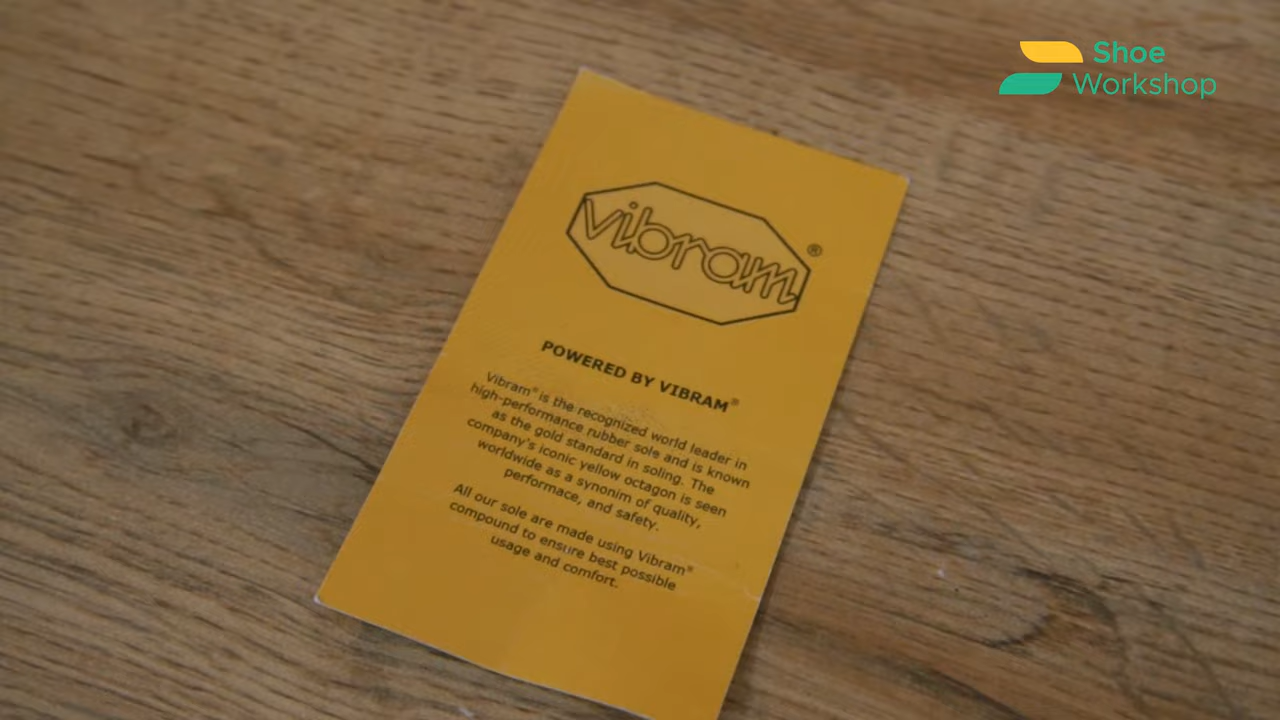 Shoe
Workshop
vibram®
POWERED BY VIBRAM®
Vibram® is the recognized world leader in
high-performance rubber sole and is known
as the gold standard in soling. The
company's iconic yellow octagon is seen
worldwide as a synonim of quality,
performace, and safety.
All our sole are made using Vibram®
compound to ensure best possible
usage and comfort.